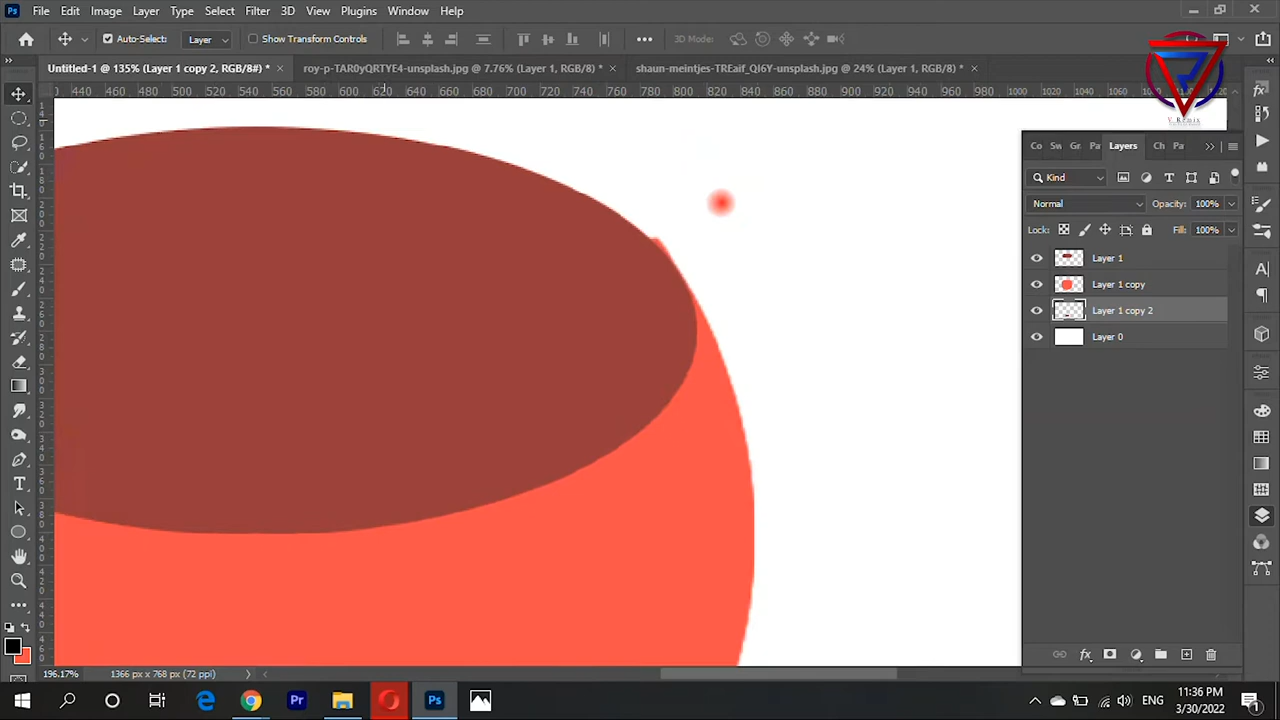 Ps File Edit Image Layer Type Select Filter 3D View Plugins Window Help
Auto-Select: Layer Show Transform Controls 3D Mode:
Untitled-1 @ 135% (Layer 1 copy 2, RGB/8#) * roy-p-TAR0yQRTYE4-unsplash.jpg @ 7.76% (Layer 1, RGB/8) * shaun-meintjes-TREaif_QI6Y-unsplash.jpg @ 24% (Layer 1, RGB/8) *
440 460 480 500 520 540 560 580 600 620 640 660 680 700 720 740 760 780 800 820 840 860 880 900 920 940 960 980 1000 1020 1040 1060
V Remix
Co Sw Gr Pa Layers Ch Pa
Kind
Normal Opacity: 100%
Lock: Fill: 100%
Layer 1
Layer 1 copy
Layer 1 copy 2
Layer 0
fx
196.17% 1366 px x 768 px (72 ppi)
Pr Ps ENG 11:36 PM
3/30/2022